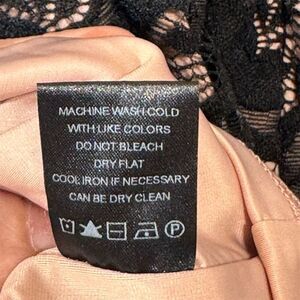 MACHINE WASH COLD
WITH LIKE COLORS
DO NOT BLEACH
DRY FLAT
COOL IRON IF NECESSARY
CAN BE DRY CLEAN
P